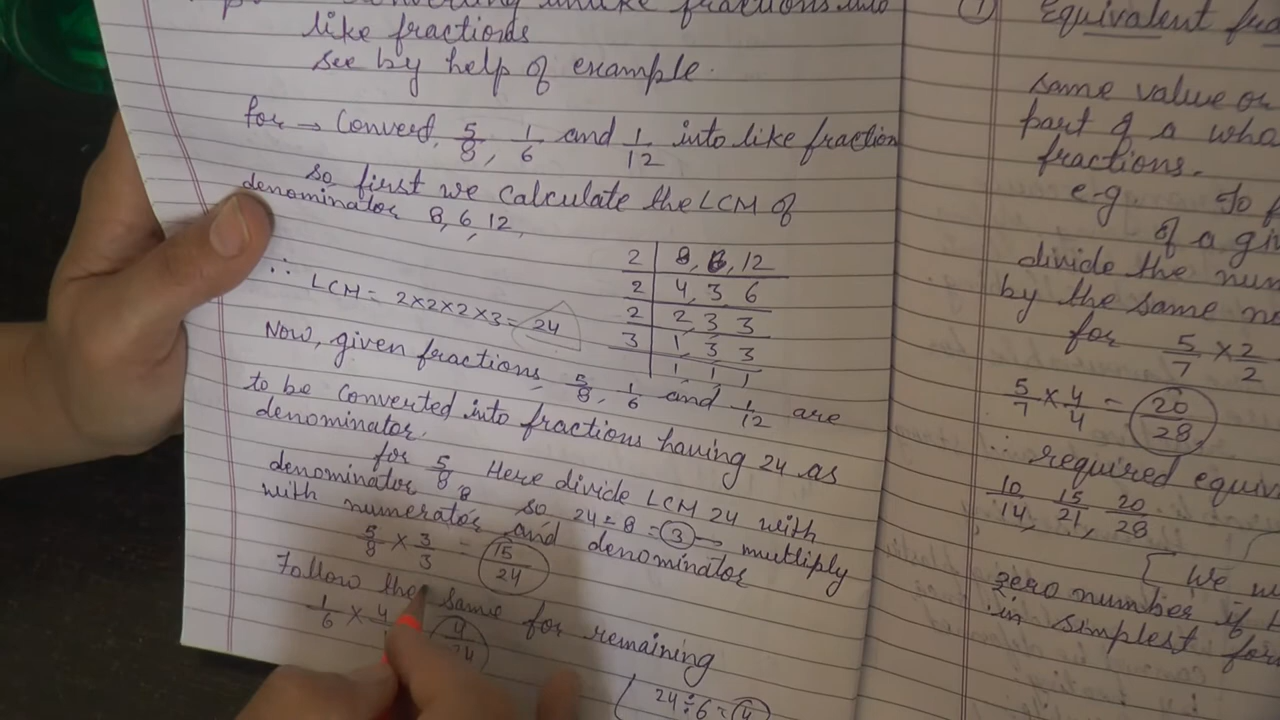 unlike fractions into
like fractions
see by help of example.
for → Convert, 5/8, 1/6 and 1/12 into like fraction
so first we calculate the LCM of
denominator 8, 6, 12,
2 | 8, 6, 12
2 | 4, 3, 6
2 | 2, 3, 3
3 | 1, 3, 3
1, 1, 1
∴ LCM = 2×2×2×3 = 24
Now, given fractions, 5/8, 1/6 and 1/12 are
to be converted into fractions having 24 as
denominator.
for 5/8, Here divide LCM 24 with
denominator 8, so 24÷8 = 3 → multiply
with numerator and denominator
5/8 × 3/3 = 15/24
Follow the same for remaining
1/6 × 4/ 4/24
24÷6 = 4
1 Equivalent
same value or
part of a
fractions.
e.g To
of a
divide the
by the same
for 5/7 × 2/2
5/7 × 4/4 = 20/28,
∴ required
10/14, 15/21, 20/28
[ We
zero number if
in simplest